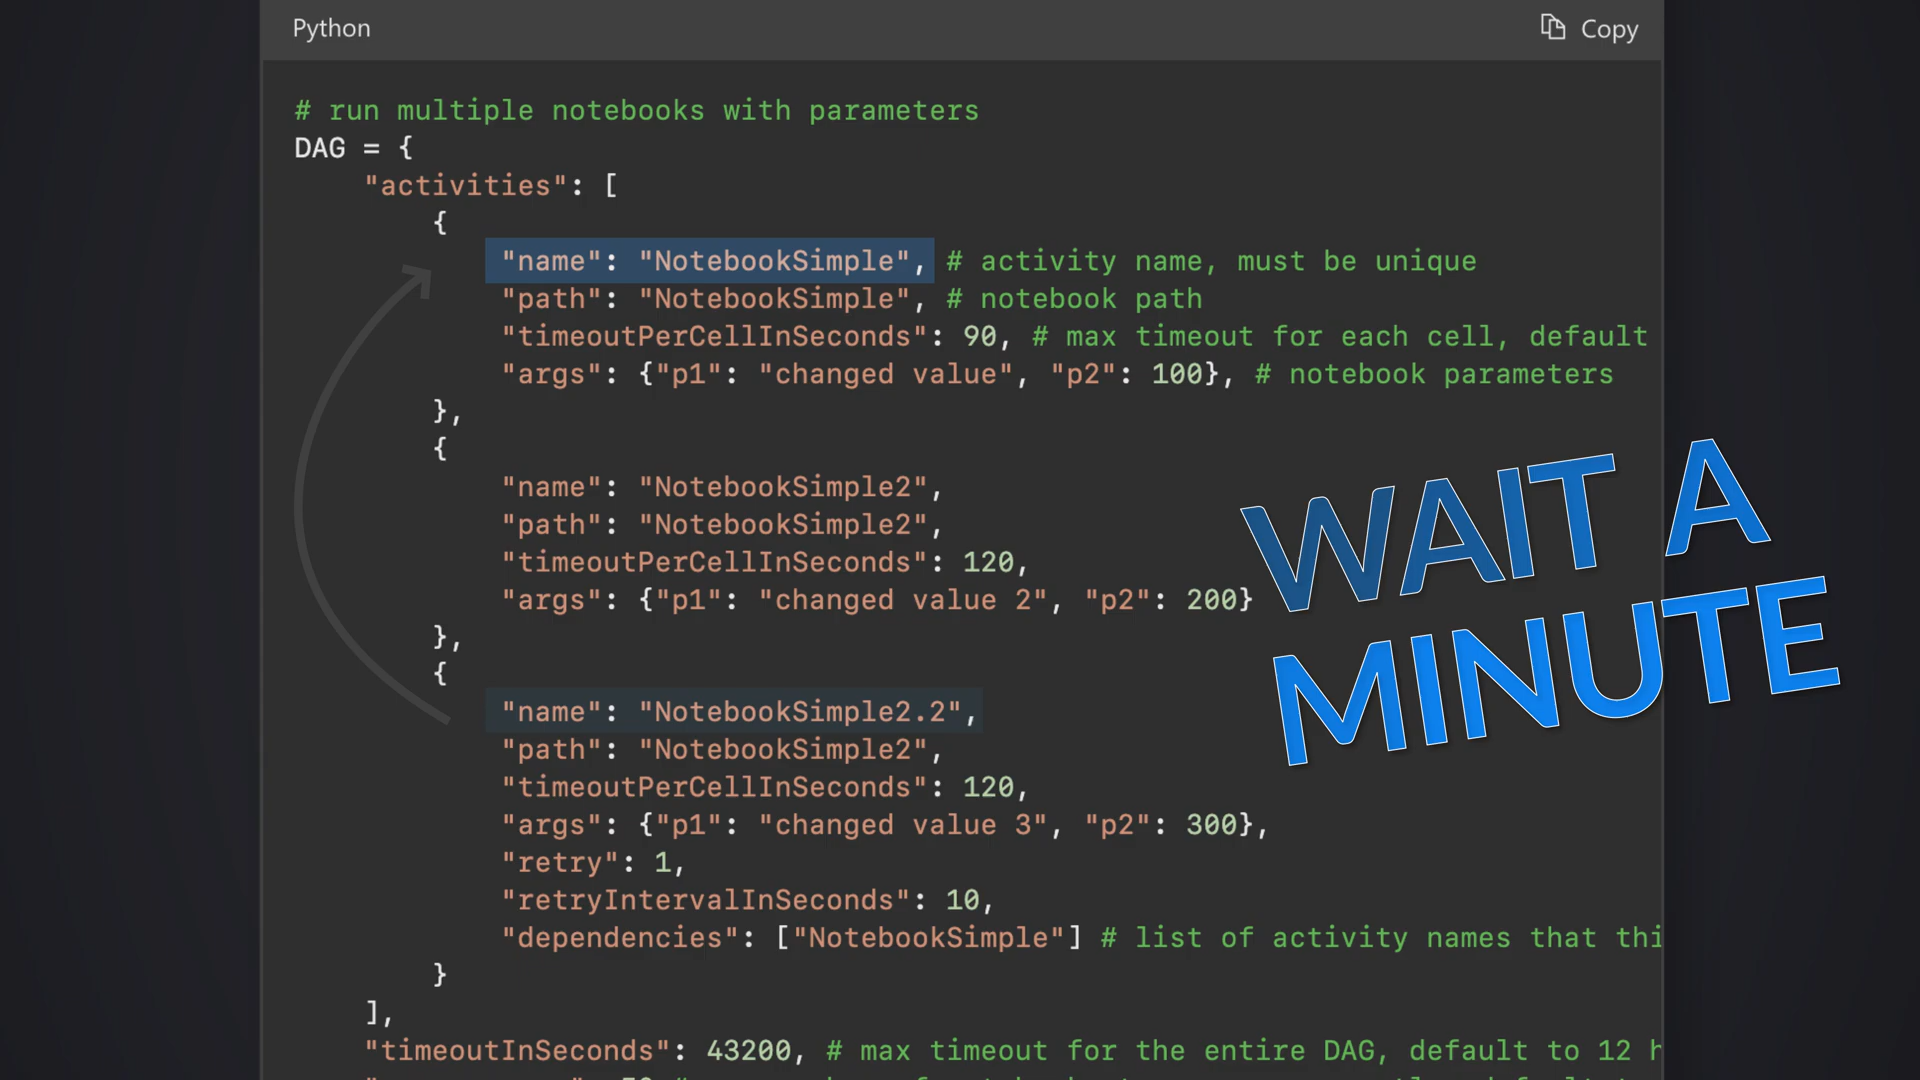 Python
Copy
# run multiple notebooks with parameters
DAG = {
"activities": [
{
"name": "NotebookSimple", # activity name, must be unique
"path": "NotebookSimple", # notebook path
"timeoutPerCellInSeconds": 90, # max timeout for each cell, default
"args": {"p1": "changed value", "p2": 100}, # notebook parameters
},
{
"name": "NotebookSimple2",
"path": "NotebookSimple2",
"timeoutPerCellInSeconds": 120,
"args": {"p1": "changed value 2", "p2": 200}
},
{
"name": "NotebookSimple2.2",
"path": "NotebookSimple2",
"timeoutPerCellInSeconds": 120,
"args": {"p1": "changed value 3", "p2": 300},
"retry": 1,
"retryIntervalInSeconds": 10,
"dependencies": ["NotebookSimple"] # list of activity names that thi
}
],
"timeoutInSeconds": 43200, # max timeout for the entire DAG, default to 12 h
WAIT A
MINUTE